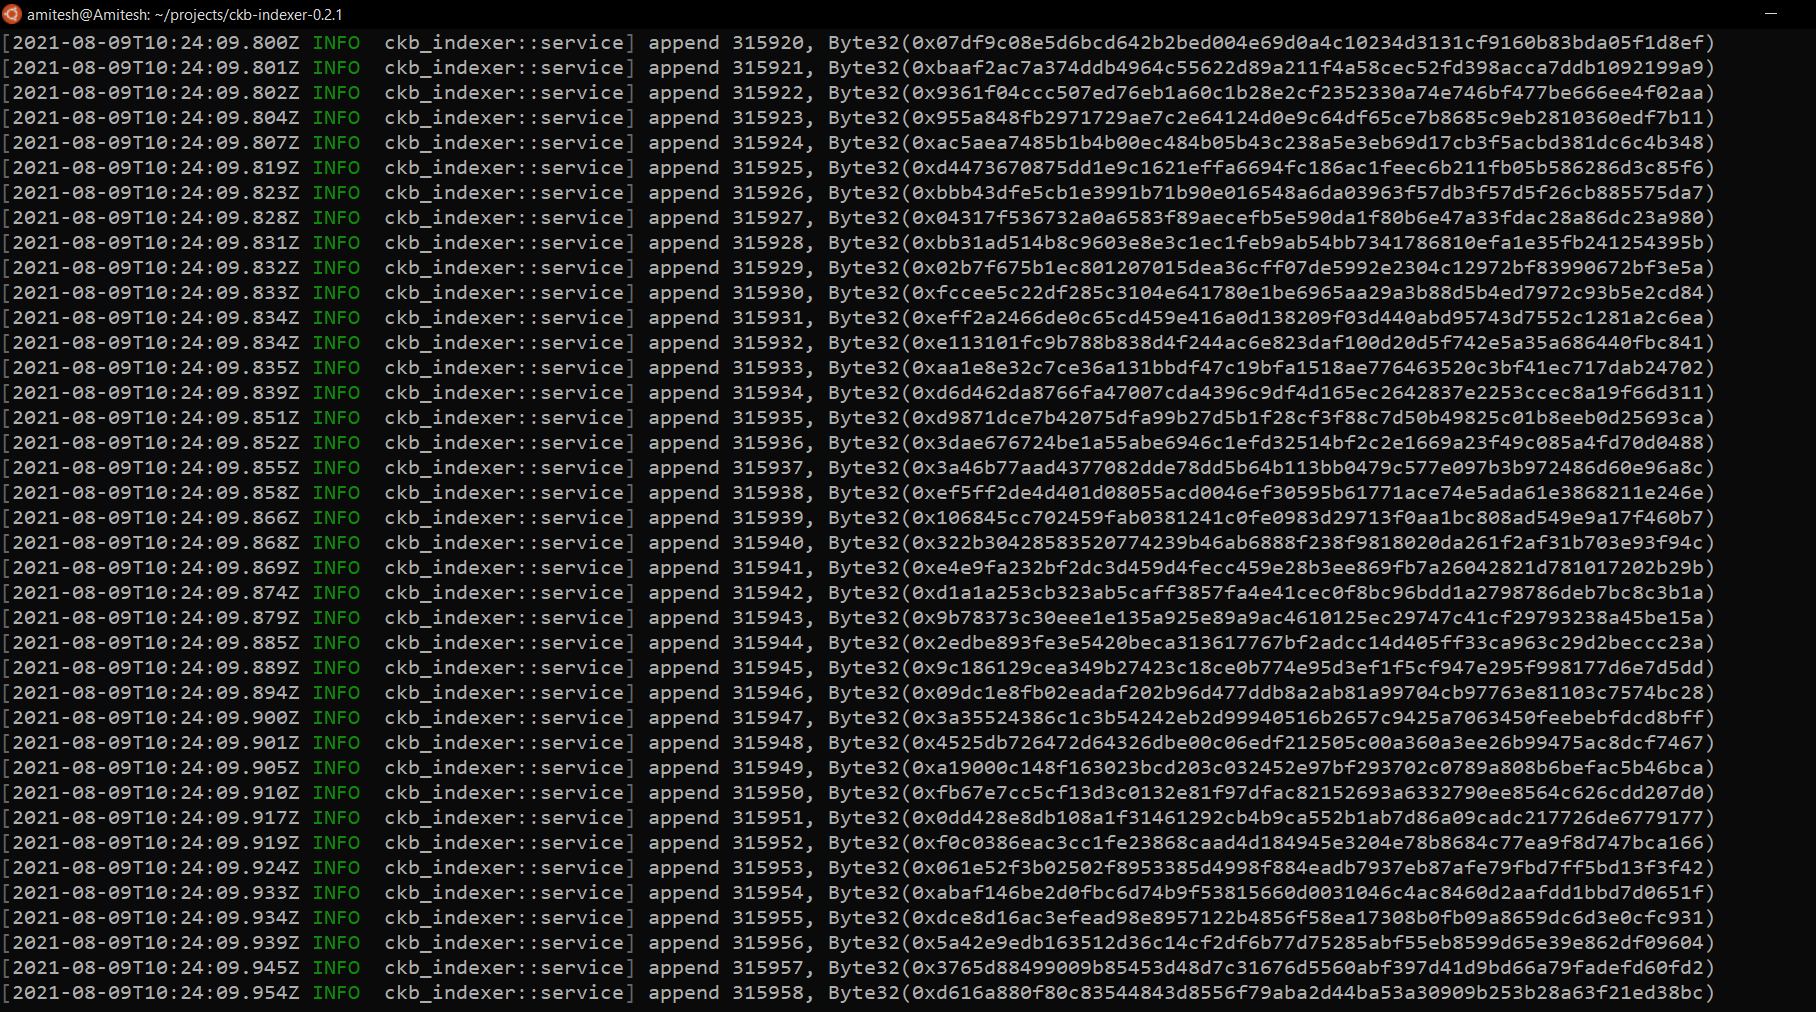 amitesh@Amitesh: ~/projects/ckb-indexer-0.2.1
[2021-08-09T10:24:09.800Z INFO  ckb_indexer::service] append 315920, Byte32(0x07df9c08e5d6bcd642b2bed004e69d0a4c10234d3131cf9160b83bda05f1d8ef)
[2021-08-09T10:24:09.801Z INFO  ckb_indexer::service] append 315921, Byte32(0xbaaf2ac7a374ddb4964c55622d89a211f4a58cec52fd398acca7ddb1092199a9)
[2021-08-09T10:24:09.802Z INFO  ckb_indexer::service] append 315922, Byte32(0x9361f04ccc507ed76eb1a60c1b28e2cf2352330a74e746bf477be666ee4f02aa)
[2021-08-09T10:24:09.804Z INFO  ckb_indexer::service] append 315923, Byte32(0x955a848fb2971729ae7c2e64124d0e9c64df65ce7b8685c9eb2810360edf7b11)
[2021-08-09T10:24:09.807Z INFO  ckb_indexer::service] append 315924, Byte32(0xac5aea7485b1b4b00ec484b05b43c238a5e3eb69d17cb3f5acbd381dc6c4b348)
[2021-08-09T10:24:09.819Z INFO  ckb_indexer::service] append 315925, Byte32(0xd4473670875dd1e9c1621effa6694fc186ac1feec6b211fb05b586286d3c85f6)
[2021-08-09T10:24:09.823Z INFO  ckb_indexer::service] append 315926, Byte32(0xbbb43dfe5cb1e3991b71b90e016548a6da03963f57db3f57d5f26cb885575da7)
[2021-08-09T10:24:09.828Z INFO  ckb_indexer::service] append 315927, Byte32(0x04317f536732a0a6583f89aecefb5e590da1f80b6e47a33fdac28a86dc23a980)
[2021-08-09T10:24:09.831Z INFO  ckb_indexer::service] append 315928, Byte32(0xbb31ad514b8c9603e8e3c1ec1feb9ab54bb7341786810efa1e35fb241254395b)
[2021-08-09T10:24:09.832Z INFO  ckb_indexer::service] append 315929, Byte32(0x02b7f675b1ec801207015dea36cff07de5992e2304c12972bf83990672bf3e5a)
[2021-08-09T10:24:09.833Z INFO  ckb_indexer::service] append 315930, Byte32(0xfccee5c22df285c3104e641780e1be6965aa29a3b88d5b4ed7972c93b5e2cd84)
[2021-08-09T10:24:09.834Z INFO  ckb_indexer::service] append 315931, Byte32(0xeff2a2466de0c65cd459e416a0d138209f03d440abd95743d7552c1281a2c6ea)
[2021-08-09T10:24:09.834Z INFO  ckb_indexer::service] append 315932, Byte32(0xe113101fc9b788b838d4f244ac6e823daf100d20d5f742e5a35a686440fbc841)
[2021-08-09T10:24:09.835Z INFO  ckb_indexer::service] append 315933, Byte32(0xaa1e8e32c7ce36a131bbdf47c19bfa1518ae776463520c3bf41ec717dab24702)
[2021-08-09T10:24:09.839Z INFO  ckb_indexer::service] append 315934, Byte32(0xd6d462da8766fa47007cda4396c9df4d165ec2642837e2253ccec8a19f66d311)
[2021-08-09T10:24:09.851Z INFO  ckb_indexer::service] append 315935, Byte32(0xd9871dce7b42075dfa99b27d5b1f28cf3f88c7d50b49825c01b8eeb0d25693ca)
[2021-08-09T10:24:09.852Z INFO  ckb_indexer::service] append 315936, Byte32(0x3dae676724be1a55abe6946c1efd32514bf2c2e1669a23f49c085a4fd70d0488)
[2021-08-09T10:24:09.855Z INFO  ckb_indexer::service] append 315937, Byte32(0x3a46b77aad4377082dde78dd5b64b113bb0479c577e097b3b972486d60e96a8c)
[2021-08-09T10:24:09.858Z INFO  ckb_indexer::service] append 315938, Byte32(0xef5ff2de4d401d08055acd0046ef30595b61771ace74e5ada61e3868211e246e)
[2021-08-09T10:24:09.866Z INFO  ckb_indexer::service] append 315939, Byte32(0x106845cc702459fab0381241c0fe0983d29713f0aa1bc808ad549e9a17f460b7)
[2021-08-09T10:24:09.868Z INFO  ckb_indexer::service] append 315940, Byte32(0x322b30428583520774239b46ab6888f238f9818020da261f2af31b703e93f94c)
[2021-08-09T10:24:09.869Z INFO  ckb_indexer::service] append 315941, Byte32(0xe4e9fa232bf2dc3d459d4fecc459e28b3ee869fb7a26042821d781017202b29b)
[2021-08-09T10:24:09.874Z INFO  ckb_indexer::service] append 315942, Byte32(0xd1a1a253cb323ab5caff3857fa4e41cec0f8bc96bdd1a2798786deb7bc8c3b1a)
[2021-08-09T10:24:09.879Z INFO  ckb_indexer::service] append 315943, Byte32(0x9b78373c30eee1e135a925e89a9ac4610125ec29747c41cf29793238a45be15a)
[2021-08-09T10:24:09.885Z INFO  ckb_indexer::service] append 315944, Byte32(0x2edbe893fe3e5420beca313617767bf2adcc14d405ff33ca963c29d2beccc23a)
[2021-08-09T10:24:09.889Z INFO  ckb_indexer::service] append 315945, Byte32(0x9c186129cea349b27423c18ce0b774e95d3ef1f5cf947e295f998177d6e7d5dd)
[2021-08-09T10:24:09.894Z INFO  ckb_indexer::service] append 315946, Byte32(0x09dc1e8fb02eadaf202b96d477ddb8a2ab81a99704cb97763e81103c7574bc28)
[2021-08-09T10:24:09.900Z INFO  ckb_indexer::service] append 315947, Byte32(0x3a35524386c1c3b54242eb2d99940516b2657c9425a7063450feebebfdcd8bff)
[2021-08-09T10:24:09.901Z INFO  ckb_indexer::service] append 315948, Byte32(0x4525db726472d64326dbe00c06edf212505c00a360a3ee26b99475ac8dcf7467)
[2021-08-09T10:24:09.905Z INFO  ckb_indexer::service] append 315949, Byte32(0xa19000c148f163023bcd203c032452e97bf293702c0789a808b6befac5b46bca)
[2021-08-09T10:24:09.910Z INFO  ckb_indexer::service] append 315950, Byte32(0xfb67e7cc5cf13d3c0132e81f97dfac82152693a6332790ee8564c626cdd207d0)
[2021-08-09T10:24:09.917Z INFO  ckb_indexer::service] append 315951, Byte32(0x0dd428e8db108a1f31461292cb4b9ca552b1ab7d86a09cadc217726de6779177)
[2021-08-09T10:24:09.919Z INFO  ckb_indexer::service] append 315952, Byte32(0xf0c0386eac3cc1fe23868caad4d184945e3204e78b8684c77ea9f8d747bca166)
[2021-08-09T10:24:09.924Z INFO  ckb_indexer::service] append 315953, Byte32(0x061e52f3b02502f8953385d4998f884eadb7937eb87afe79fbd7ff5bd13f3f42)
[2021-08-09T10:24:09.933Z INFO  ckb_indexer::service] append 315954, Byte32(0xabaf146be2d0fbc6d74b9f53815660d0031046c4ac8460d2aafdd1bbd7d0651f)
[2021-08-09T10:24:09.934Z INFO  ckb_indexer::service] append 315955, Byte32(0xdce8d16ac3efead98e8957122b4856f58ea17308b0fb09a8659dc6d3e0cfc931)
[2021-08-09T10:24:09.939Z INFO  ckb_indexer::service] append 315956, Byte32(0x5a42e9edb163512d36c14cf2df6b77d75285abf55eb8599d65e39e862df09604)
[2021-08-09T10:24:09.945Z INFO  ckb_indexer::service] append 315957, Byte32(0x3765d88499009b85453d48d7c31676d5560abf397d41d9bd66a79fadefd60fd2)
[2021-08-09T10:24:09.954Z INFO  ckb_indexer::service] append 315958, Byte32(0xd616a880f80c83544843d8556f79aba2d44ba53a30909b253b28a63f21ed38bc)